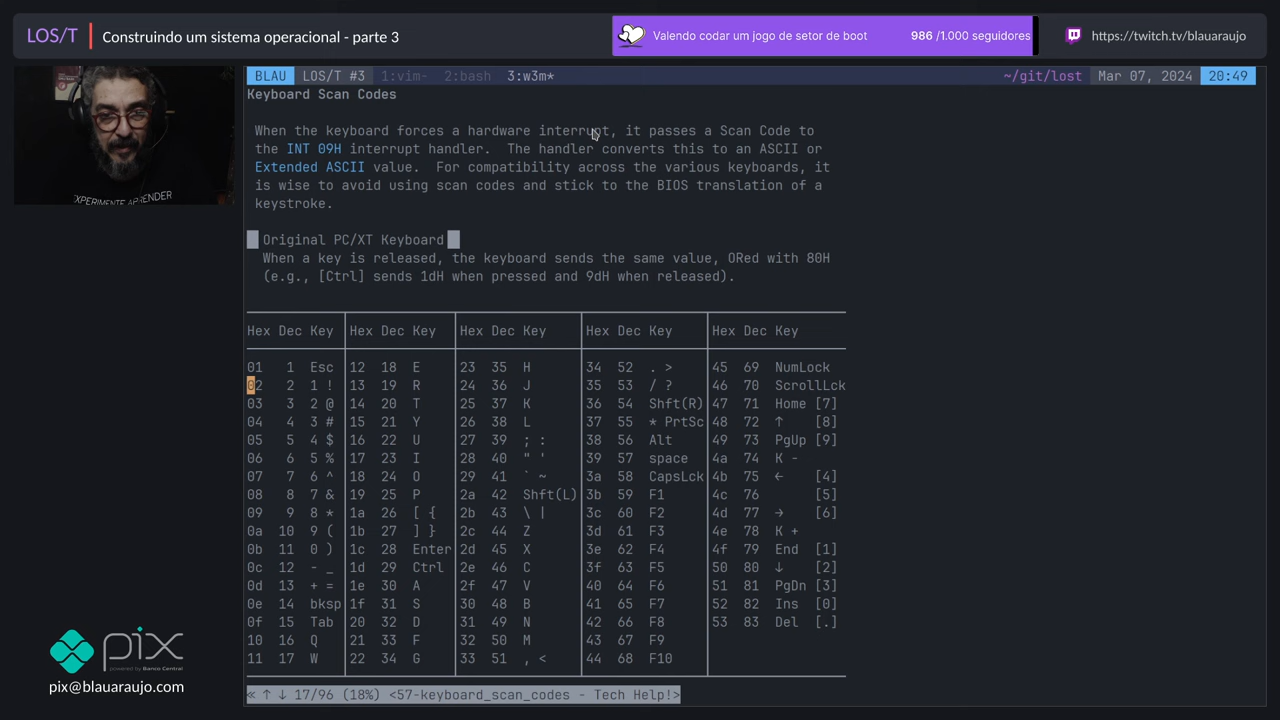 LOS/T
Construindo um sistema operacional - parte 3
Valendo codar um jogo de setor de boot 986 /1.000 seguidores
https://twitch.tv/blauaraujo
BLAU LOS/T #3 1:vim- 2:bash 3:w3m* ~/git/lost Mar 07, 2024 20:49
Keyboard Scan Codes
When the keyboard forces a hardware interrupt, it passes a Scan Code to
the INT 09H interrupt handler. The handler converts this to an ASCII or
Extended ASCII value. For compatibility across the various keyboards, it
is wise to avoid using scan codes and stick to the BIOS translation of a
keystroke.
Original PC/XT Keyboard
When a key is released, the keyboard sends the same value, ORed with 80H
(e.g., [Ctrl] sends 1dH when pressed and 9dH when released).
Hex Dec Key Hex Dec Key Hex Dec Key Hex Dec Key Hex Dec Key
01 1 Esc 12 18 E 23 35 H 34 52 . > 45 69 NumLock
02 2 1 ! 13 19 R 24 36 J 35 53 / ? 46 70 ScrollLck
03 3 2 @ 14 20 T 25 37 K 36 54 Shft(R) 47 71 Home [7]
04 4 3 # 15 21 Y 26 38 L 37 55 * PrtSc 48 72 ↑ [8]
05 5 4 $ 16 22 U 27 39 ; : 38 56 Alt 49 73 PgUp [9]
06 6 5 % 17 23 I 28 40 " ' 39 57 space 4a 74 K -
07 7 6 ^ 18 24 O 29 41 ` ~ 3a 58 CapsLck 4b 75 ← [4]
08 8 7 & 19 25 P 2a 42 Shft(L) 3b 59 F1 4c 76 [5]
09 9 8 * 1a 26 [ { 2b 43 \ | 3c 60 F2 4d 77 → [6]
0a 10 9 ( 1b 27 ] } 2c 44 Z 3d 61 F3 4e 78 K +
0b 11 0 ) 1c 28 Enter 2d 45 X 3e 62 F4 4f 79 End [1]
0c 12 - _ 1d 29 Ctrl 2e 46 C 3f 63 F5 50 80 ↓ [2]
0d 13 + = 1e 30 A 2f 47 V 40 64 F6 51 81 PgDn [3]
0e 14 bksp 1f 31 S 30 48 B 41 65 F7 52 82 Ins [0]
0f 15 Tab 20 32 D 31 49 N 42 66 F8 53 83 Del [.]
10 16 Q 21 33 F 32 50 M 43 67 F9
11 17 W 22 34 G 33 51 , < 44 68 F10
« ↑ ↓ 17/96 (18%) <57-keyboard_scan_codes - Tech Help!>
EXPERIMENTE APRENDER
pix
powered by Banco Central
pix@blauaraujo.com